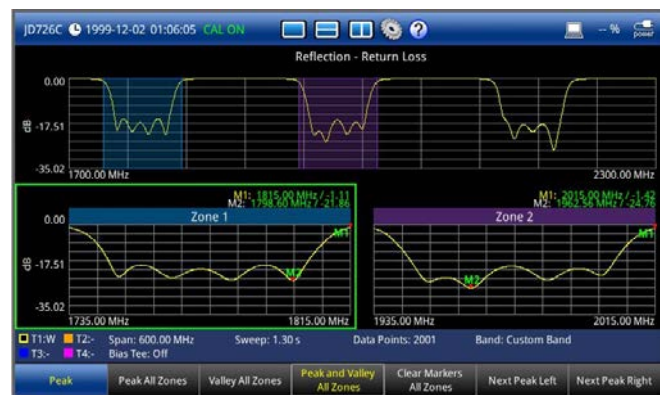 JD726C 1999-12-02 01:06:05 CAL ON -- % power
Reflection - Return Loss
0.00
dB -17.51
-35.02
1700.00 MHz 2300.00 MHz
M1: 1815.00 MHz / -1.11 M1: 2015.00 MHz / -1.42
M2: 1798.60 MHz / -21.86 M2: 1962.56 MHz / -24.76
Zone 1 Zone 2
0.00 M1 M1
dB -17.51 M2 M2
-35.02
1735.00 MHz 1815.00 MHz 1935.00 MHz 2015.00 MHz
T1:W T2:- Span: 600.00 MHz Sweep: 1.30 s Data Points: 2001 Band: Custom Band
T3:- T4:- Bias Tee: Off
Peak Peak All Zones Valley All Zones Peak and Valley All Zones Clear Markers All Zones Next Peak Left Next Peak Right